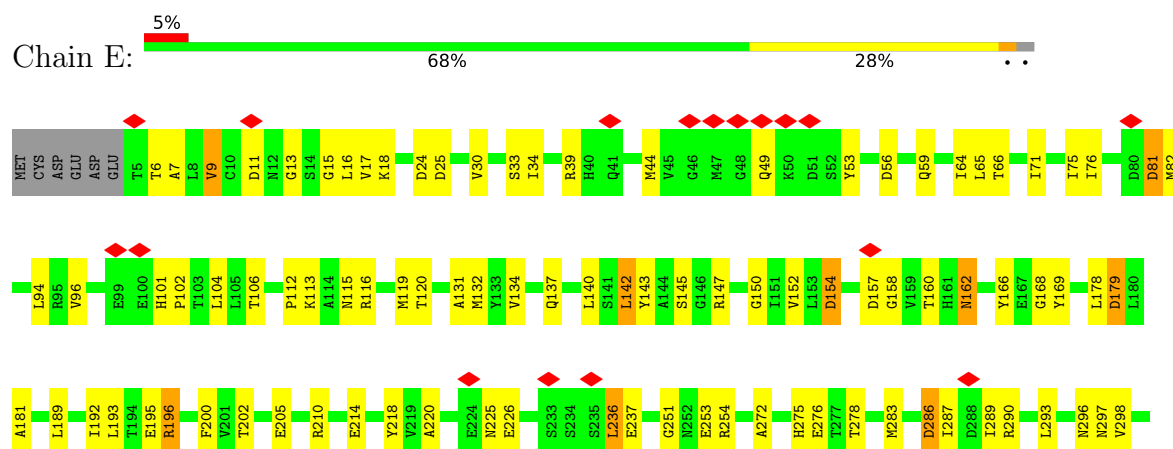 5%
Chain E:
68% 28% • •
MET CYS ASP GLU ASP GLU T5 T6 A7 L8 V9 C10 D11 N12 G13 S14 G15 L16 V17 K18 D24 D25 V30 S33 I34 R39 H40 Q41 M44 V45 G46 M47 G48 Q49 K50 D51 S52 Y53 D56 Q59 I64 L65 T66 I71 I75 I76 D80 D81 M82
L94 R95 V96 E99 E100 H101 P102 T103 L104 L105 T106 P112 K113 A114 N115 R116 M119 T120 A131 M132 Y133 V134 Q137 L140 S141 L142 Y143 A144 S145 G146 R147 G150 I151 V152 L153 D154 D157 G158 V159 T160 H161 N162 Y166 E167 G168 Y169 L178 D179 L180
A181 L189 I192 L193 T194 E195 R196 F200 V201 T202 E205 R210 E214 Y218 V219 A220 E224 N225 E226 S233 S234 S235 L236 E237 G251 N252 E253 R254 A272 H275 E276 T277 T278 M283 D286 I287 D288 I289 R290 L293 N296 N297 V298